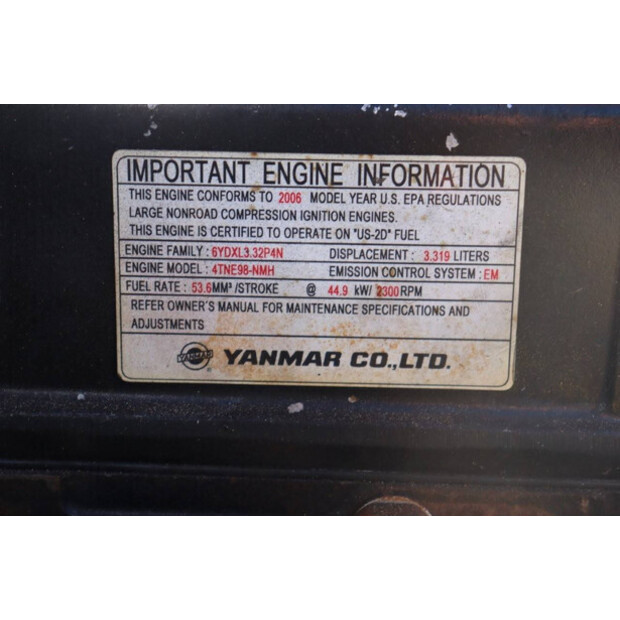 IMPORTANT ENGINE INFORMATION
THIS ENGINE CONFORMS TO 2006 MODEL YEAR U.S. EPA REGULATIONS
LARGE NONROAD COMPRESSION IGNITION ENGINES.
THIS ENGINE IS CERTIFIED TO OPERATE ON "US-2D" FUEL
ENGINE FAMILY : 6YDXL3.32P4N DISPLACEMENT : 3.319 LITERS
ENGINE MODEL : 4TNE98-NMH EMISSION CONTROL SYSTEM : EM
FUEL RATE : 53.6MM³/STROKE @ 44.9 kW/ 2300RPM
REFER OWNER'S MANUAL FOR MAINTENANCE SPECIFICATIONS AND
ADJUSTMENTS
YANMAR YANMAR CO.,LTD.